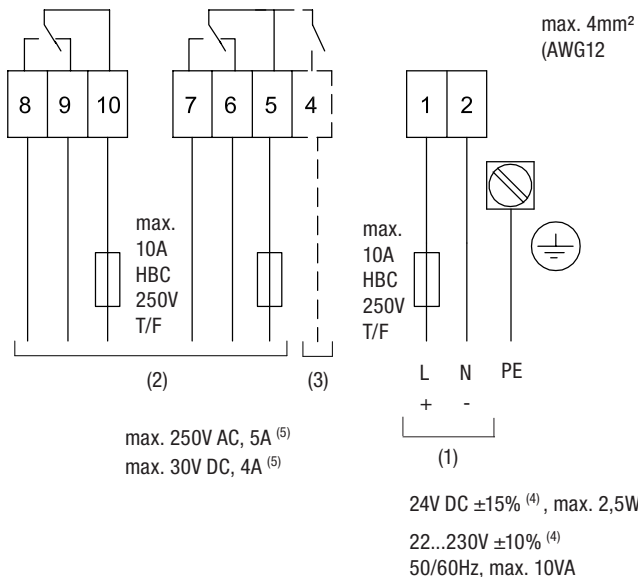 max. 4mm²
(AWG12
8 9 10 7 6 5 4 1 2
max.
10A
HBC
250V
T/F
max.
10A
HBC
250V
T/F
(2) (3)
L N PE
+ -
(1)
max. 250V AC, 5A (5)
max. 30V DC, 4A (5)
24V DC ±15% (4) , max. 2,5W
22...230V ±10% (4)
50/60Hz, max. 10VA